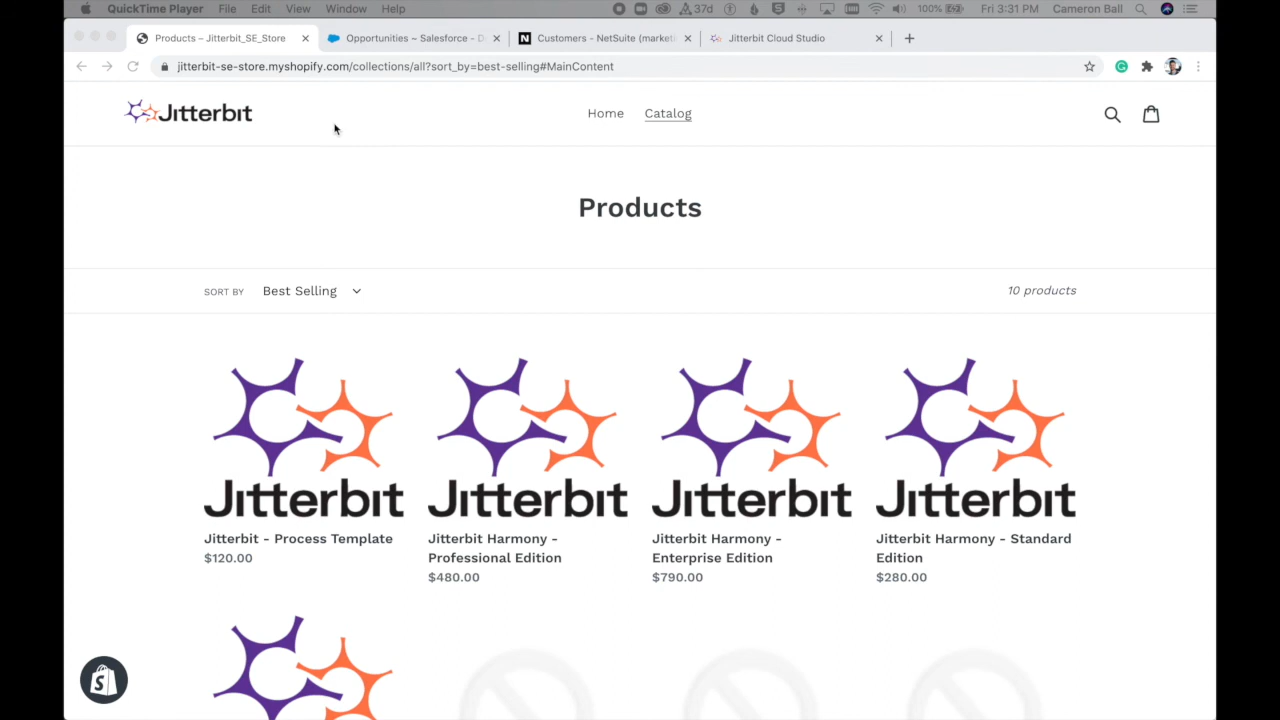 QuickTime Player File Edit View Window Help 37d 100% Fri 3:31 PM Cameron Ball
Products – Jitterbit_SE_Store Opportunities ~ Salesforce - D Customers - NetSuite (market Jitterbit Cloud Studio
jitterbit-se-store.myshopify.com/collections/all?sort_by=best-selling#MainContent
Jitterbit Home Catalog
Products
SORT BY Best Selling 10 products
Jitterbit Jitterbit Jitterbit Jitterbit
Jitterbit - Process Template
$120.00
Jitterbit Harmony -
Professional Edition
$480.00
Jitterbit Harmony -
Enterprise Edition
$790.00
Jitterbit Harmony - Standard
Edition
$280.00